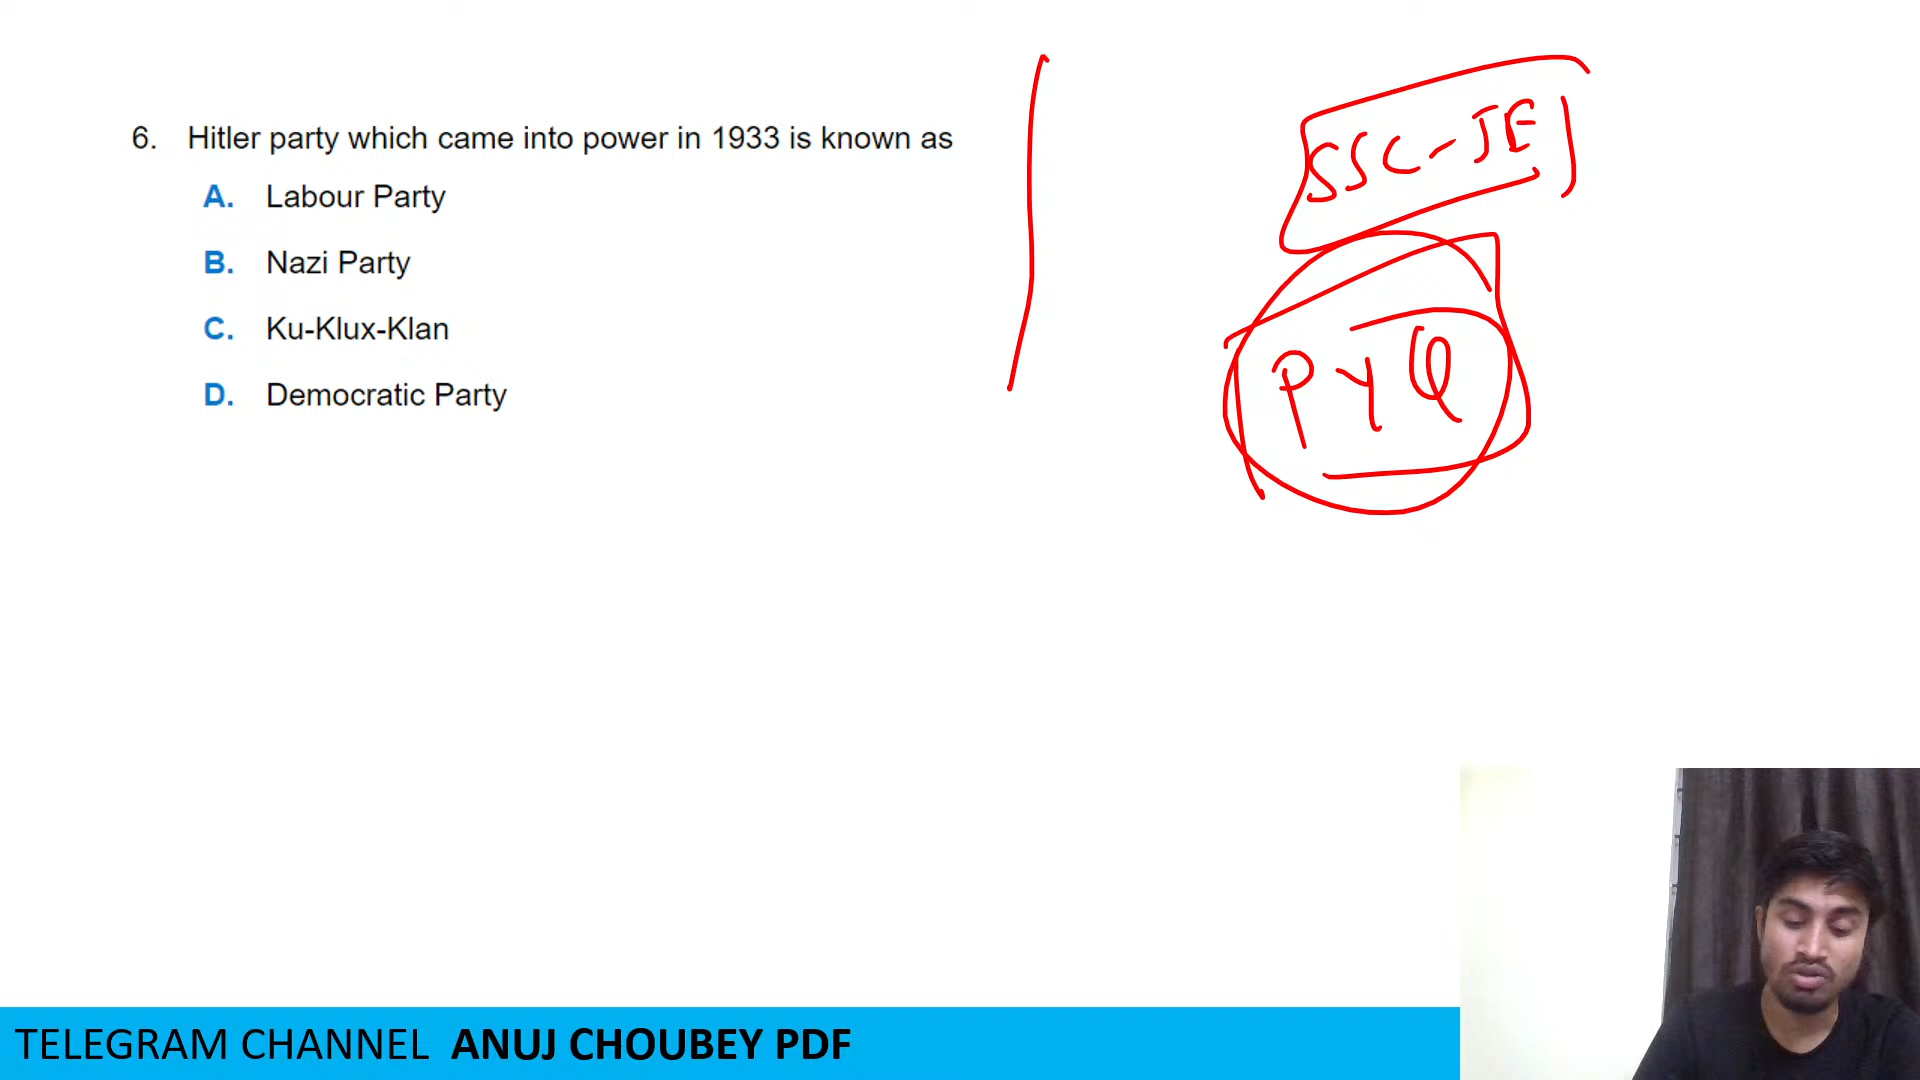 6. Hitler party which came into power in 1933 is known as
A. Labour Party
B. Nazi Party
C. Ku-Klux-Klan
D. Democratic Party
SSC-JE
PYQ
TELEGRAM CHANNEL ANUJ CHOUBEY PDF